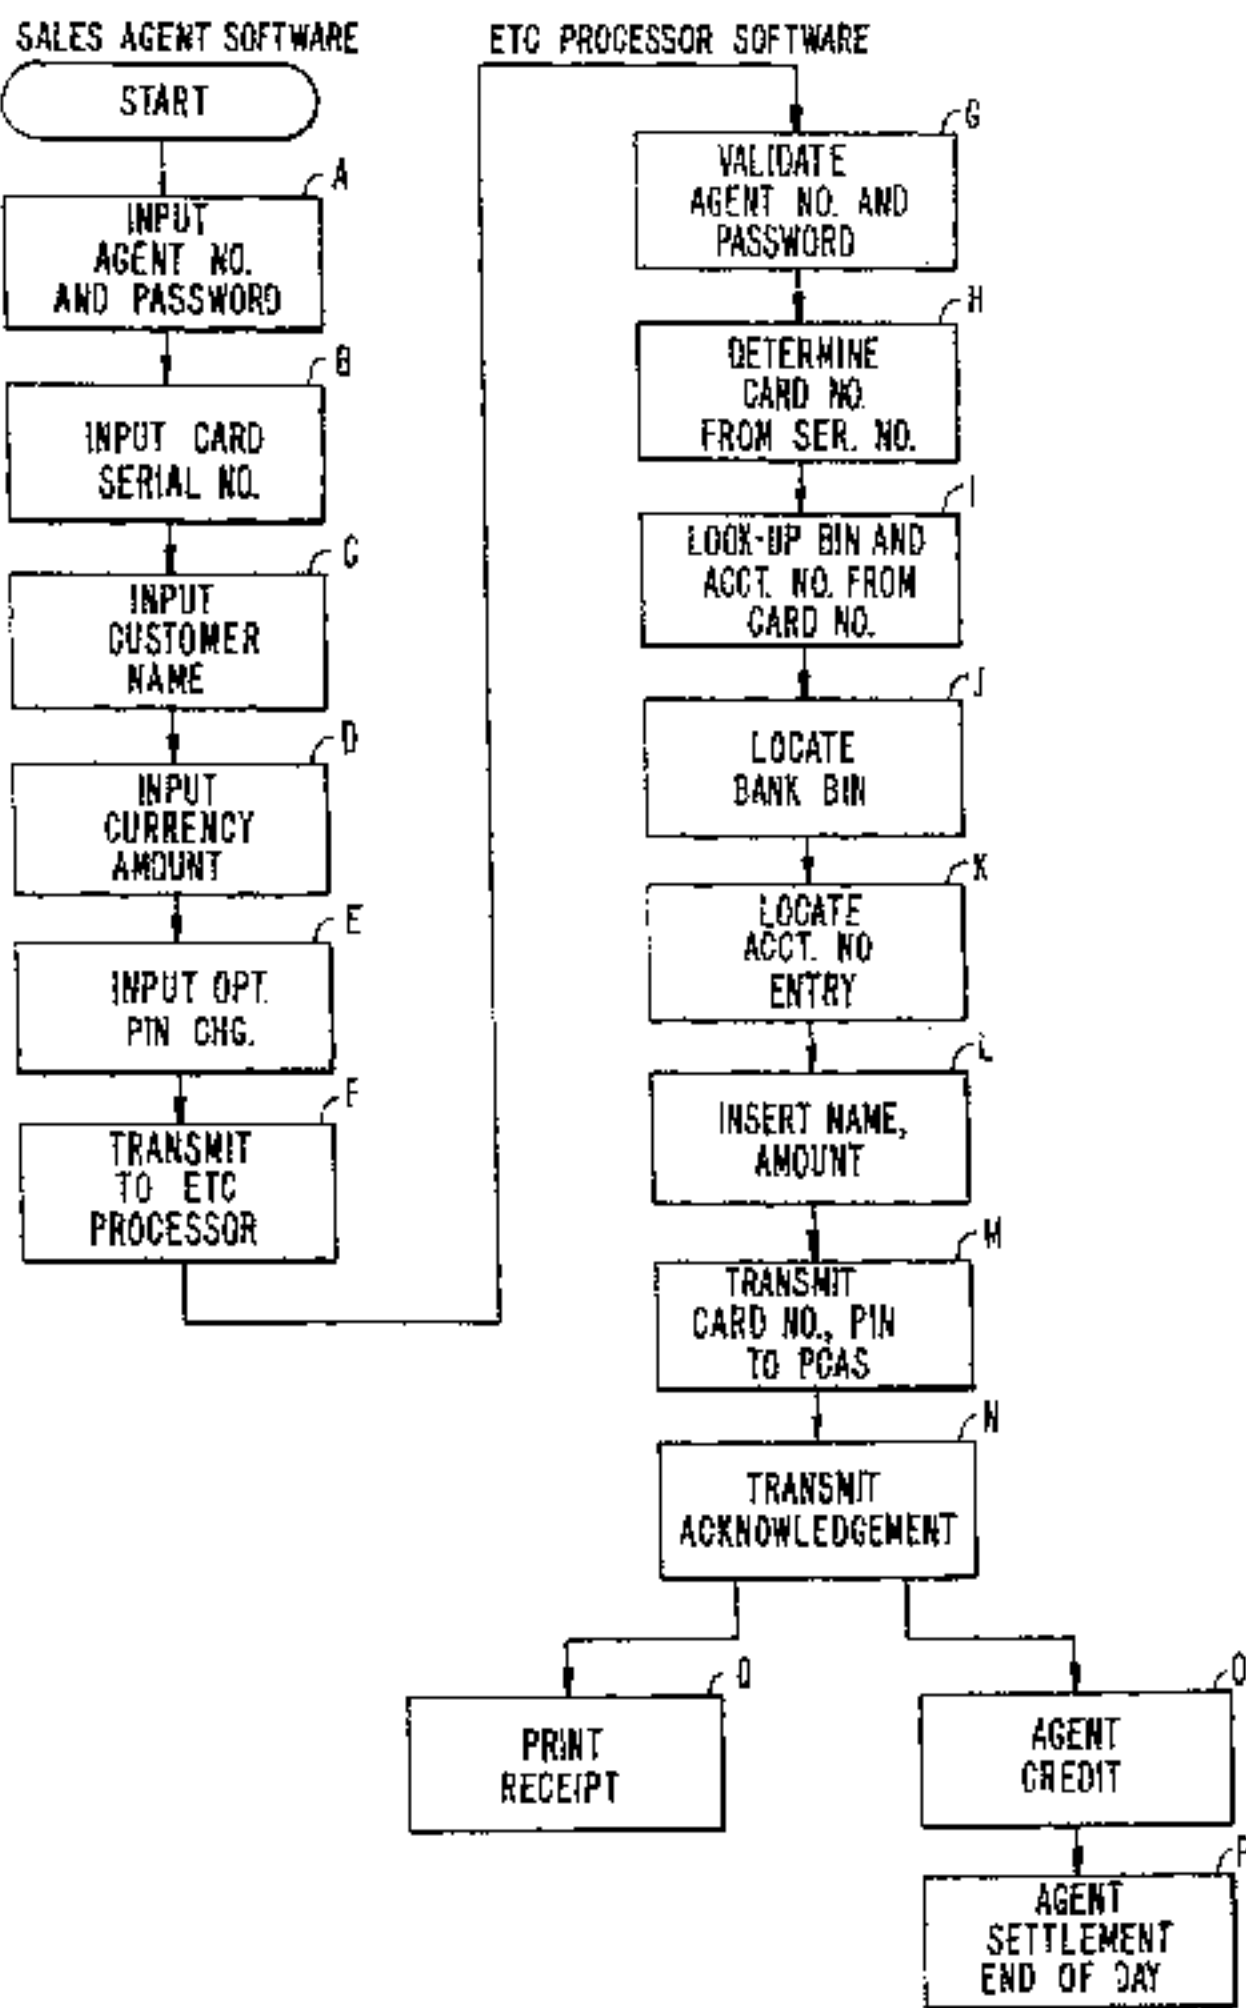 SALES AGENT SOFTWARE
START
A
INPUT
AGENT NO.
AND PASSWORD
B
INPUT CARD
SERIAL NO.
C
INPUT
CUSTOMER
NAME
D
INPUT
CURRENCY
AMOUNT
E
INPUT OPT.
PIN CHG.
F
TRANSMIT
TO ETC
PROCESSOR
ETC PROCESSOR SOFTWARE
G
VALIDATE
AGENT NO. AND
PASSWORD
H
DETERMINE
CARD NO.
FROM SER. NO.
I
LOOK-UP BIN AND
ACCT. NO. FROM
CARD NO.
J
LOCATE
BANK BIN
K
LOCATE
ACCT. NO
ENTRY
L
INSERT NAME,
AMOUNT
M
TRANSMIT
CARD NO., PIN
TO PCAS
N
TRANSMIT
ACKNOWLEDGEMENT
Q
PRINT
RECEIPT
O
AGENT
CREDIT
P
AGENT
SETTLEMENT
END OF DAY